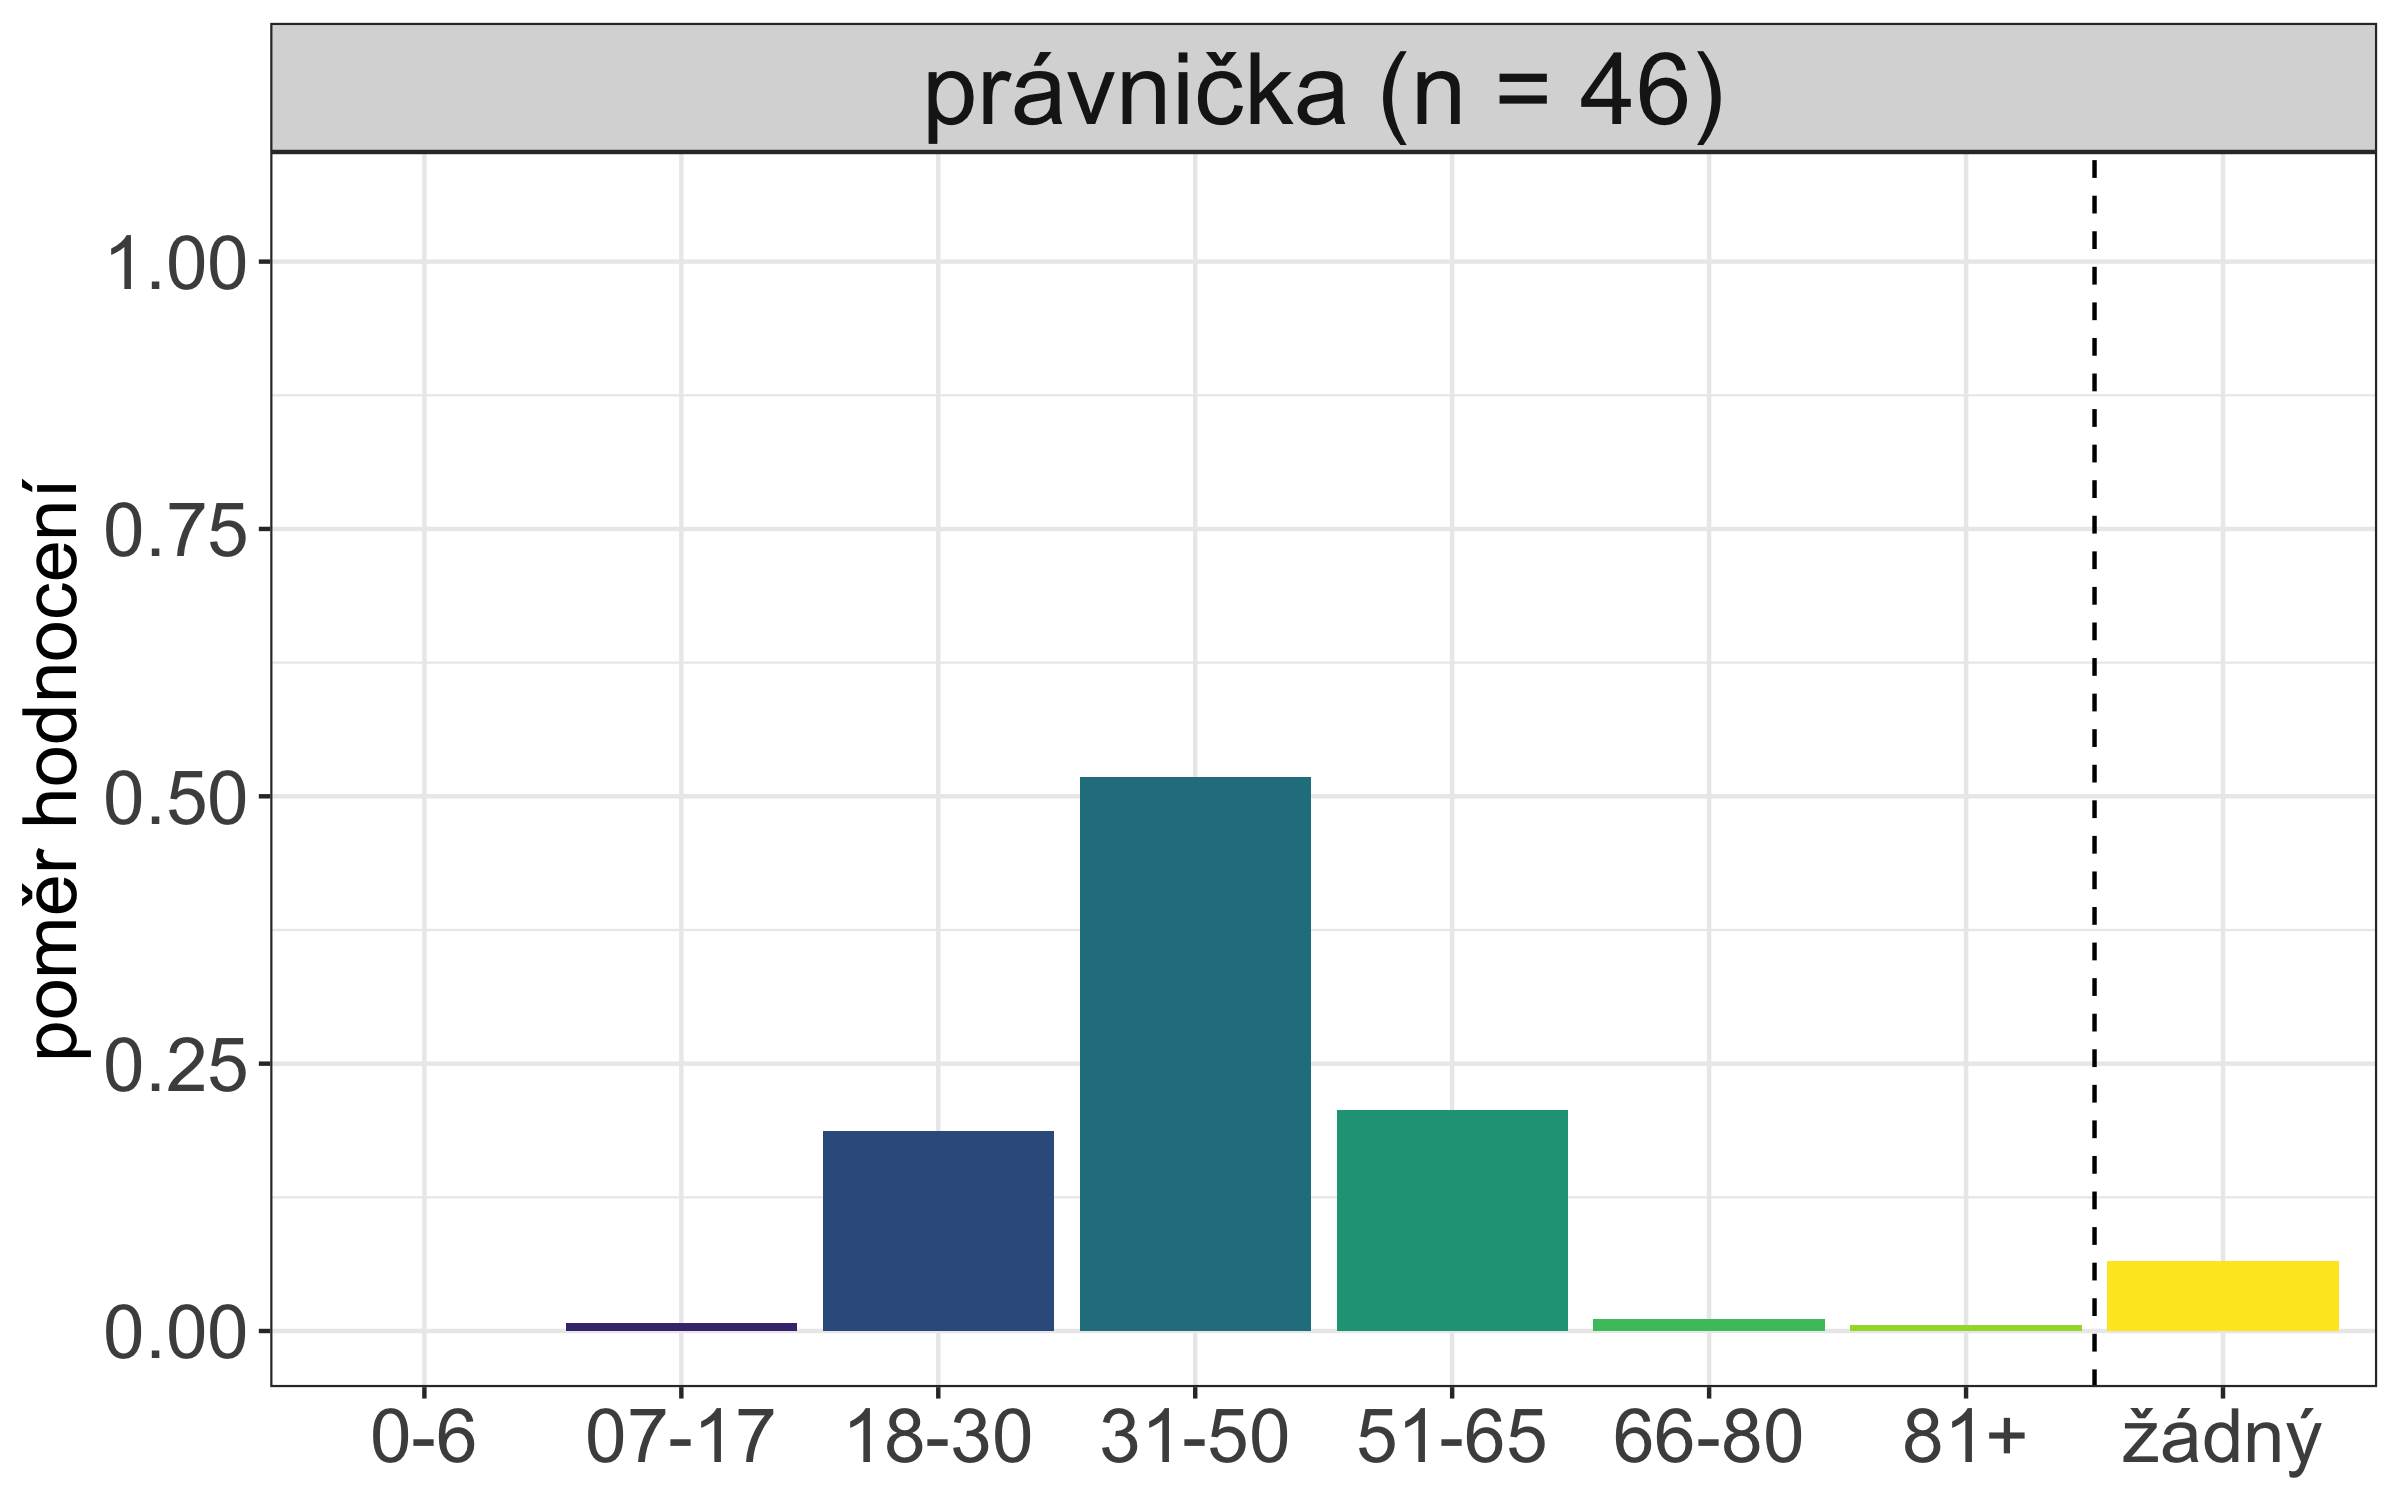 právnička (n = 46)
poměr hodnocení
1.00
0.75
0.50
0.25
0.00
0-6 07-17 18-30 31-50 51-65 66-80 81+ žádný